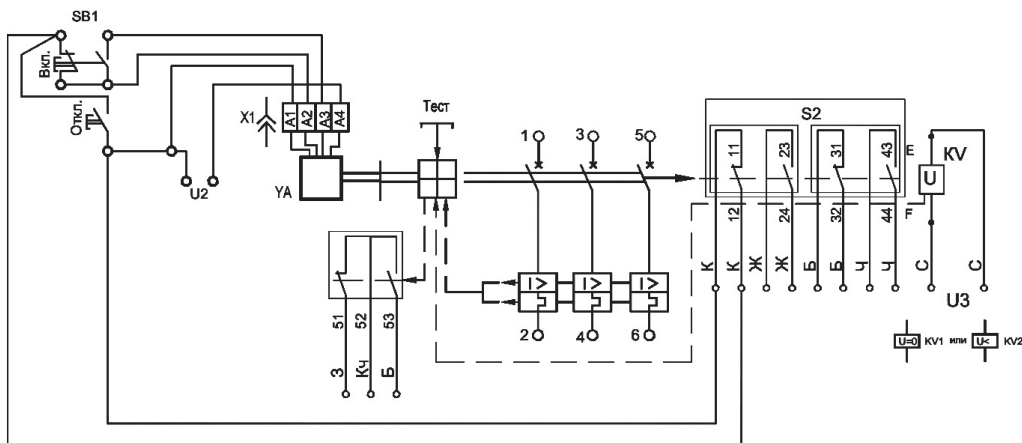 SB1
Вкл.
Откл.
X1
A1 A2 A3 A4
U2
YA
Тест
1 3 5
I> I> I>
2 4 6
51 52 53
З Кч Б
S2
11 23 31 43 E
12 24 32 44 F
KV
U
К К Ж Ж Б Б Ч Ч С С
U3
U=0 KV1 или U< KV2